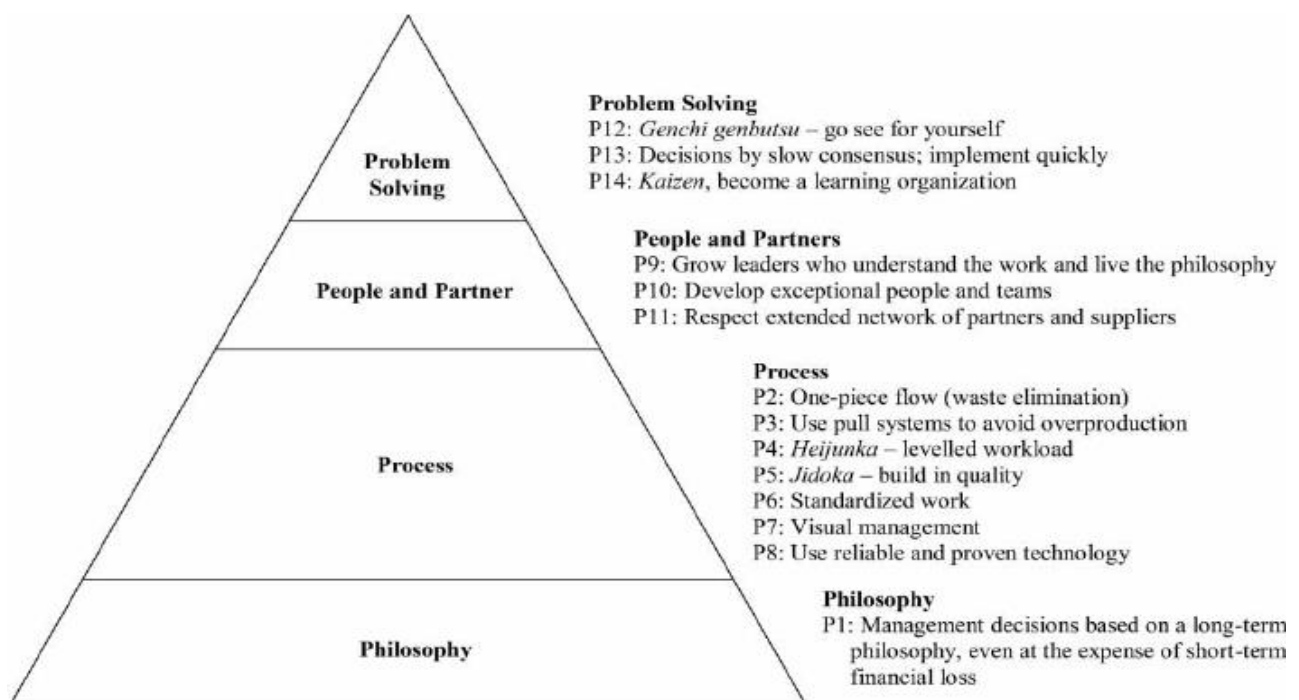 Problem Solving
P12: Genchi genbutsu – go see for yourself
P13: Decisions by slow consensus; implement quickly
P14: Kaizen, become a learning organization
Problem
Solving
People and Partners
P9: Grow leaders who understand the work and live the philosophy
P10: Develop exceptional people and teams
P11: Respect extended network of partners and suppliers
People and Partner
Process
P2: One-piece flow (waste elimination)
P3: Use pull systems to avoid overproduction
P4: Heijunka – levelled workload
P5: Jidoka – build in quality
P6: Standardized work
P7: Visual management
P8: Use reliable and proven technology
Process
Philosophy
P1: Management decisions based on a long-term
philosophy, even at the expense of short-term
financial loss
Philosophy